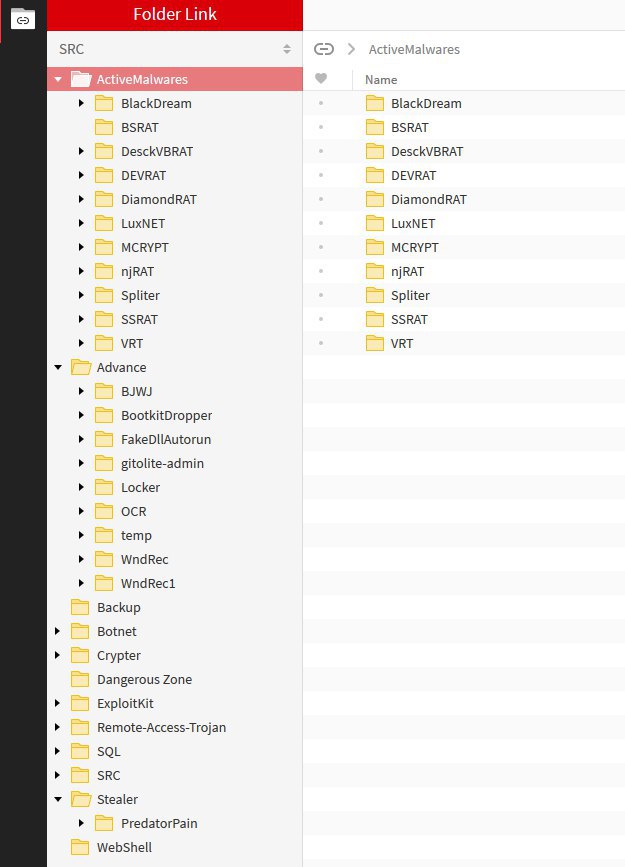 Folder Link
SRC
ActiveMalwares
BlackDream
BSRAT
DesckVBRAT
DEVRAT
DiamondRAT
LuxNET
MCRYPT
njRAT
Spliter
SSRAT
VRT
Advance
BJWJ
BootkitDropper
FakeDllAutorun
gitolite-admin
Locker
OCR
temp
WndRec
WndRec1
Backup
Botnet
Crypter
Dangerous Zone
ExploitKit
Remote-Access-Trojan
SQL
SRC
Stealer
PredatorPain
WebShell
ActiveMalwares
Name
BlackDream
BSRAT
DesckVBRAT
DEVRAT
DiamondRAT
LuxNET
MCRYPT
njRAT
Spliter
SSRAT
VRT